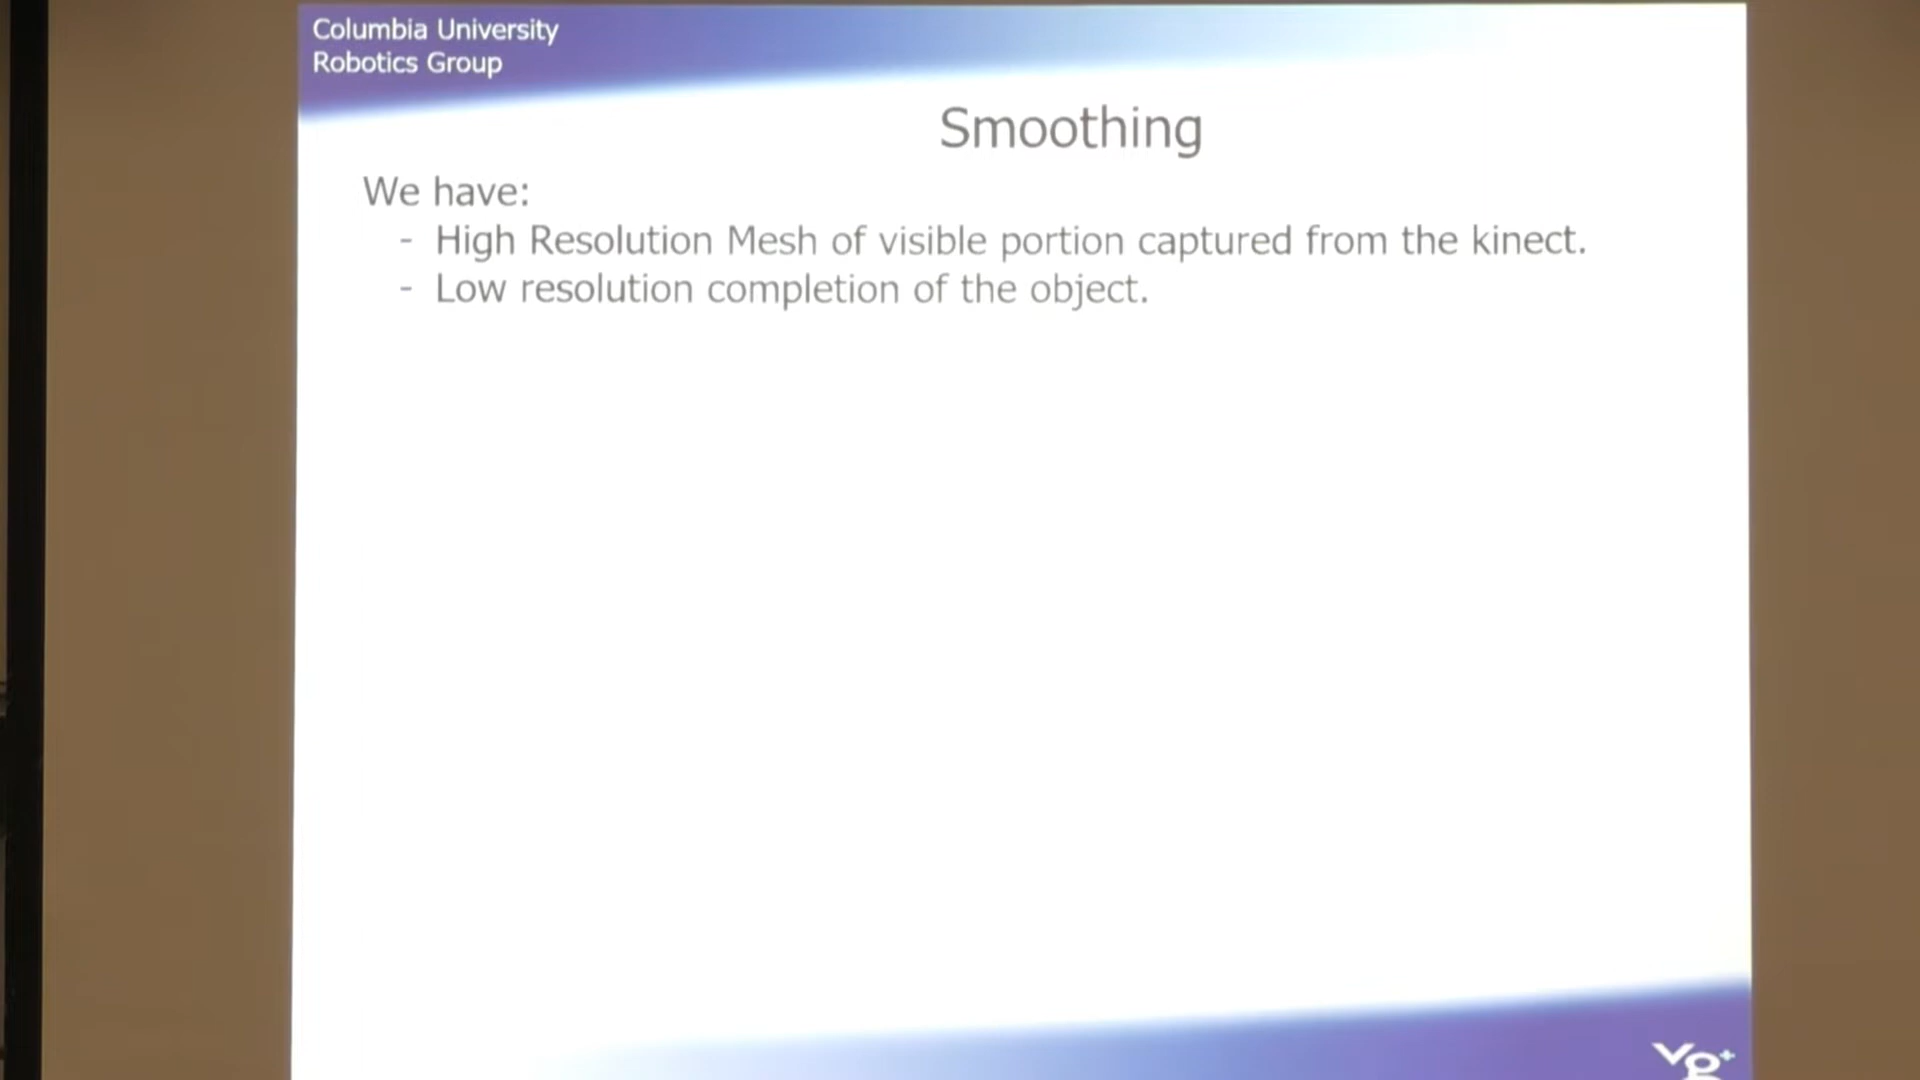 Columbia University
Robotics Group
Smoothing
We have:
- High Resolution Mesh of visible portion captured from the kinect.
- Low resolution completion of the object.
vg+